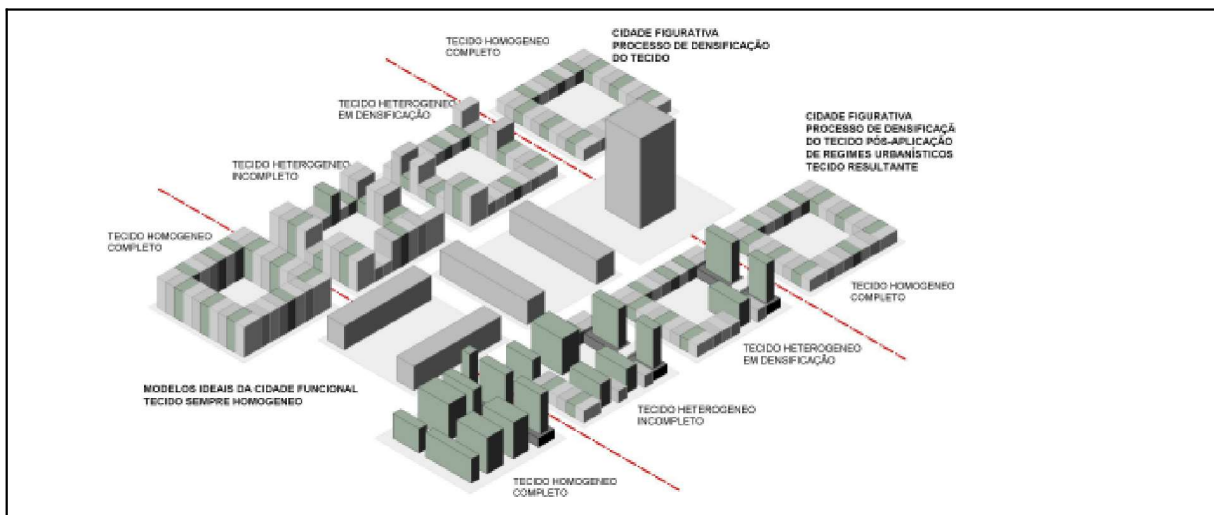 CIDADE FIGURATIVA
PROCESSO DE DENSIFICAÇÃO
DO TECIDO
TECIDO HOMOGENEO
COMPLETO
TECIDO HETEROGENEO
EM DENSIFICAÇÃO
TECIDO HETEROGENEO
INCOMPLETO
TECIDO HOMOGENEO
COMPLETO
CIDADE FIGURATIVA
PROCESSO DE DENSIFICAÇÃ
DO TECIDO PÓS-APLICAÇÃO
DE REGIMES URBANÍSTICOS
TECIDO RESULTANTE
TECIDO HOMOGENEO
COMPLETO
TECIDO HETEROGENEO
EM DENSIFICAÇÃO
MODELOS IDEAIS DA CIDADE FUNCIONAL
TECIDO SEMPRE HOMOGENEO
TECIDO HETEROGENEO
INCOMPLETO
TECIDO HOMOGENEO
COMPLETO